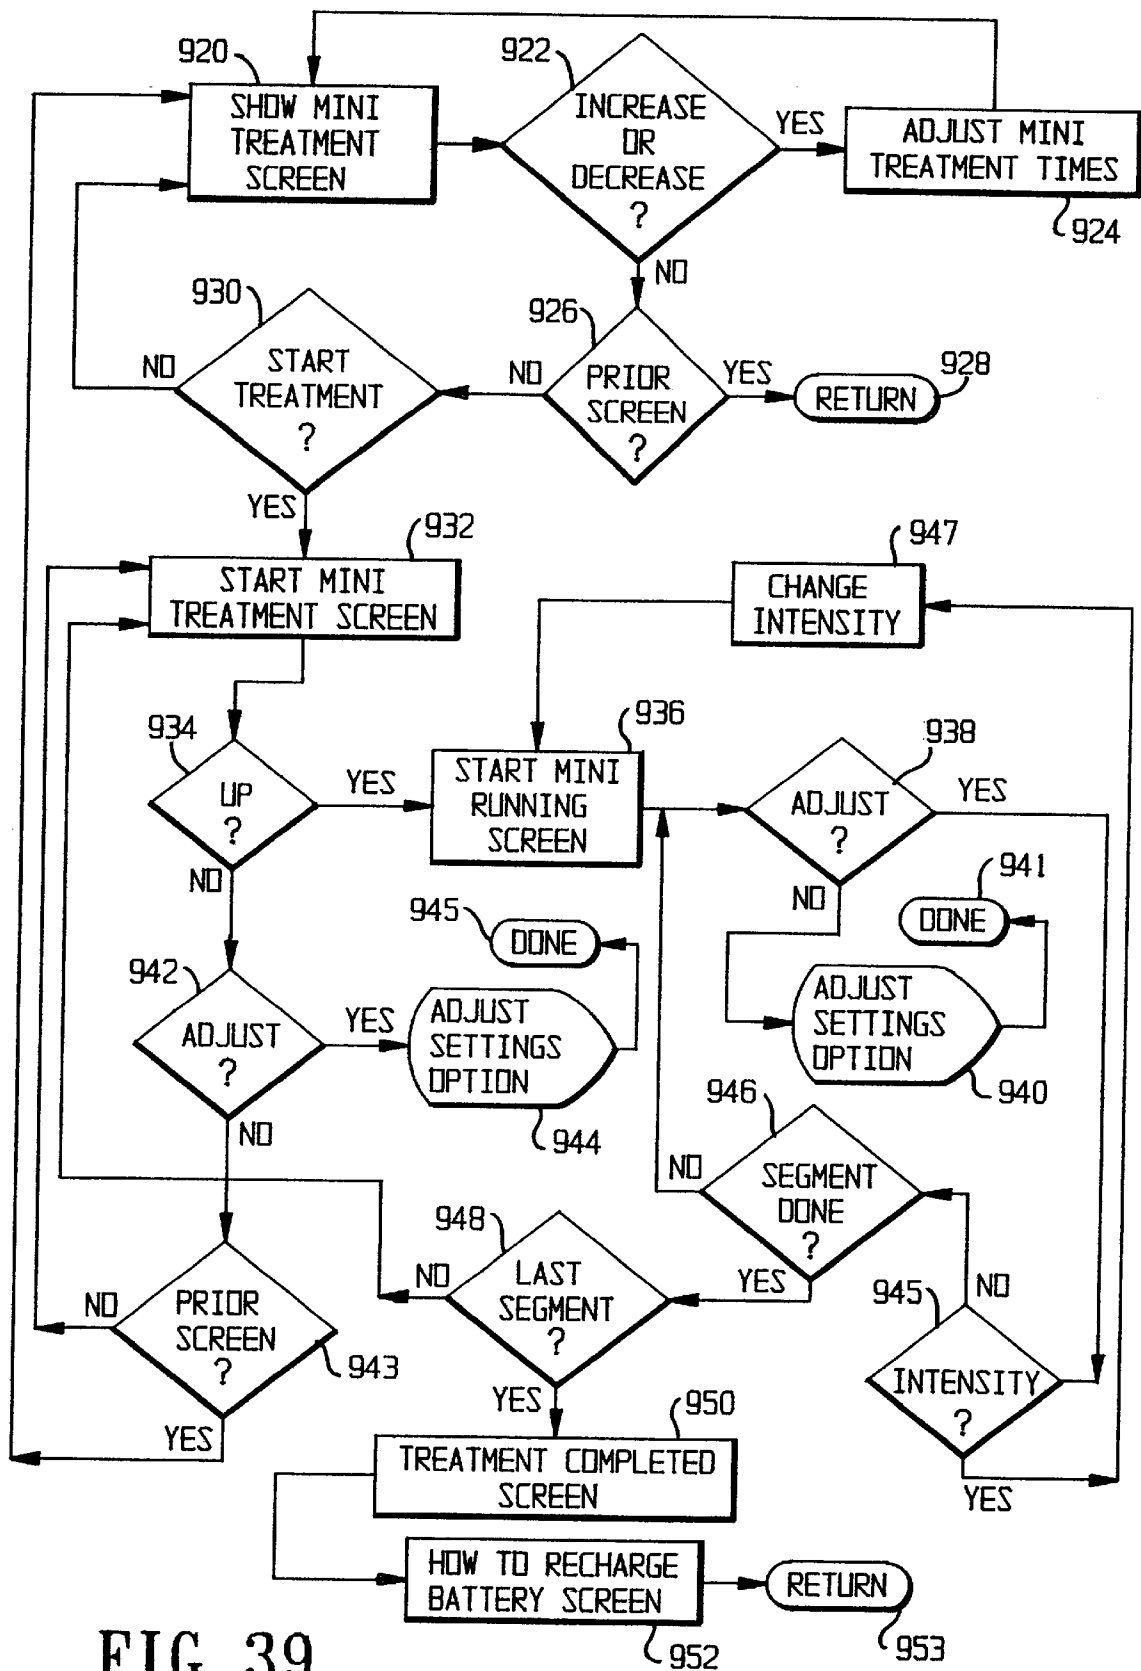 920
SHOW MINI
TREATMENT
SCREEN
922
INCREASE
OR
DECREASE
?
YES
ADJUST MINI
TREATMENT TIMES
924
NO
926
PRIOR
SCREEN
?
YES
RETURN
928
NO
930
START
TREATMENT
?
NO
YES
932
START MINI
TREATMENT SCREEN
947
CHANGE
INTENSITY
934
UP
?
YES
NO
936
START MINI
RUNNING
SCREEN
938
ADJUST
?
YES
NO
941
DONE
ADJUST
SETTINGS
OPTION
940
945
DONE
942
ADJUST
?
YES
ADJUST
SETTINGS
OPTION
944
NO
946
SEGMENT
DONE
?
NO
YES
948
LAST
SEGMENT
?
NO
YES
945
INTENSITY
?
NO
YES
PRIOR
SCREEN
?
943
NO
YES
950
TREATMENT COMPLETED
SCREEN
HOW TO RECHARGE
BATTERY SCREEN
952
RETURN
953
FIG 39